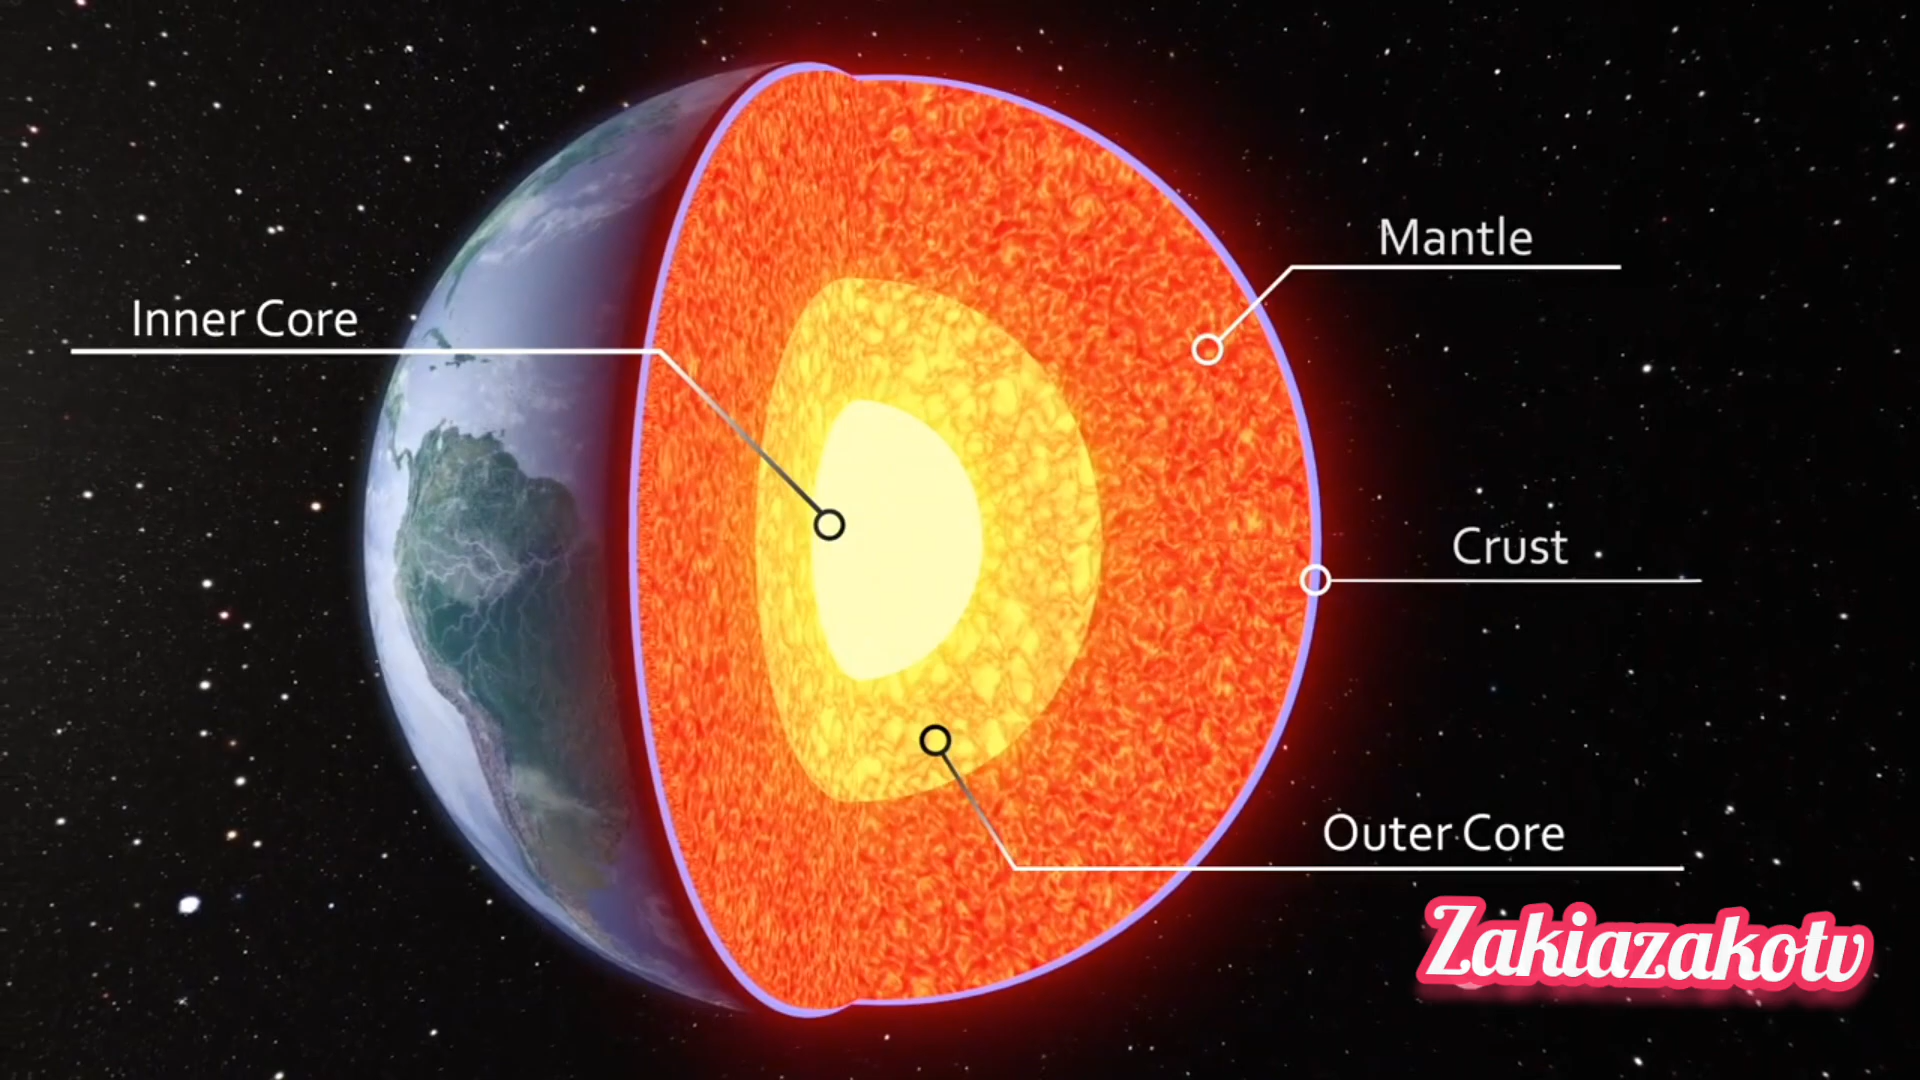 Mantle
Inner Core
Crust
Outer Core
Zakiazakotv